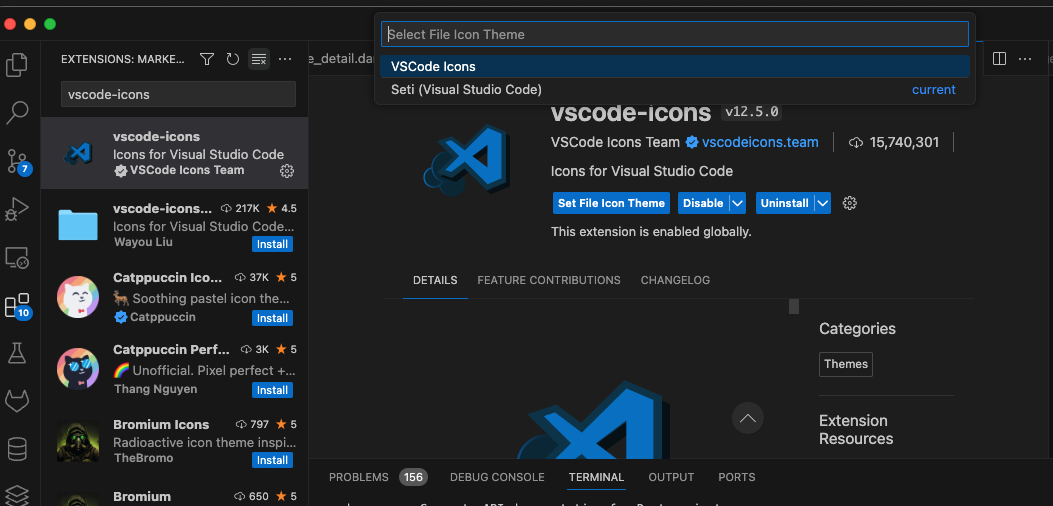 Select File Icon Theme
VSCode Icons
Seti (Visual Studio Code)
current
EXTENSIONS: MARKE...
vscode-icons
vscode-icons
Icons for Visual Studio Code
VSCode Icons Team
vscode-icons... 217K 4.5
Icons for Visual Studio Code...
Wayou Liu
Install
Catppuccin Ico... 37K 5
Soothing pastel icon the...
Catppuccin
Install
Catppuccin Perf... 3K 5
Unofficial. Pixel perfect +...
Thang Nguyen
Install
Bromium Icons 797 5
Radioactive icon theme inspi...
TheBromo
Install
Bromium 650 5
7
10
e_detail.da
vscode-icons v12.5.0
VSCode Icons Team vscodeicons.team 15,740,301
Icons for Visual Studio Code
Set File Icon Theme Disable Uninstall
This extension is enabled globally.
DETAILS FEATURE CONTRIBUTIONS CHANGELOG
Categories
Themes
Extension
Resources
PROBLEMS 156 DEBUG CONSOLE TERMINAL OUTPUT PORTS